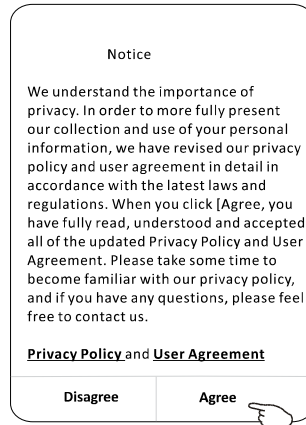 Notice
We understand the importance of
privacy. In order to more fully present
our collection and use of your personal
information, we have revised our privacy
policy and user agreement in detail in
accordance with the latest laws and
regulations. When you click [Agree, you
have fully read, understood and accepted
all of the updated Privacy Policy and User
Agreement. Please take some time to
become familiar with our privacy policy,
and if you have any questions, please feel
free to contact us.
Privacy Policy and User Agreement
Disagree Agree